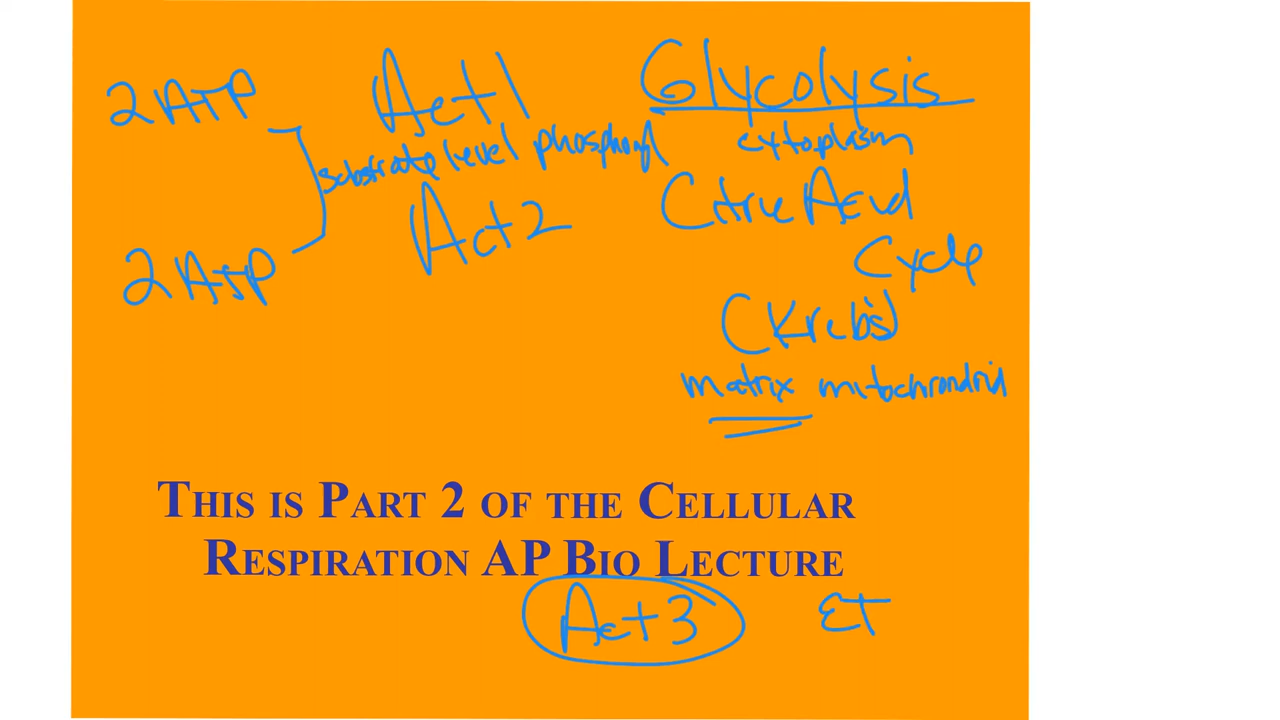 2 ATP Act 1 Glycolysis
substrate level phosphoryl cytoplasm
Act 2 Citric Acid
2 ATP Cycle
(Krebs)
matrix mitochrondria
THIS IS PART 2 OF THE CELLULAR
RESPIRATION AP BIO LECTURE
Act 3 ET